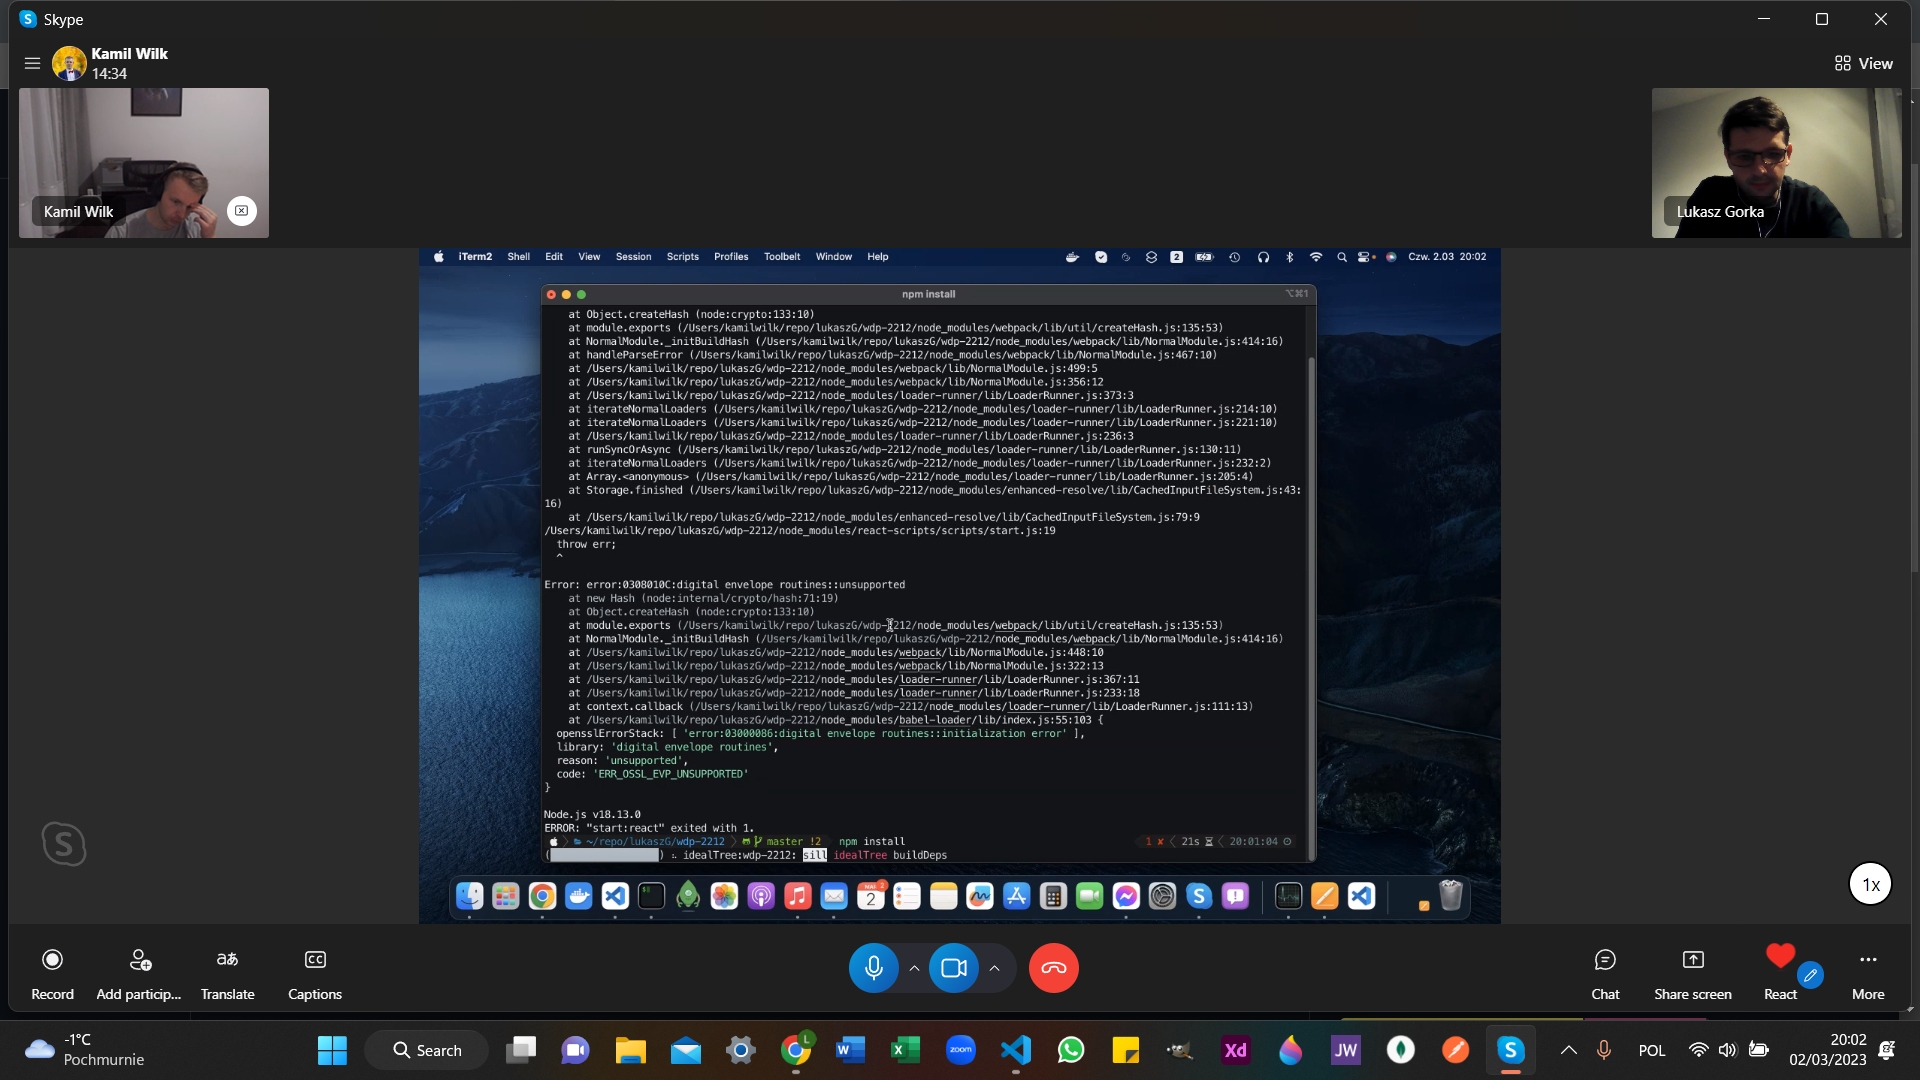 Skype
Kamil Wilk
14:34
View
Kamil Wilk
Lukasz Gorka
iTerm2 Shell Edit View Session Scripts Profiles Toolbelt Window Help
2
Czw. 2.03 20:02
npm install
⌥⌘1
at Object.createHash (node:crypto:133:10)
at module.exports (/Users/kamilwilk/repo/lukaszG/wdp-2212/node_modules/webpack/lib/util/createHash.js:135:53)
at NormalModule._initBuildHash (/Users/kamilwilk/repo/lukaszG/wdp-2212/node_modules/webpack/lib/NormalModule.js:414:16)
at handleParseError (/Users/kamilwilk/repo/lukaszG/wdp-2212/node_modules/webpack/lib/NormalModule.js:467:10)
at /Users/kamilwilk/repo/lukaszG/wdp-2212/node_modules/webpack/lib/NormalModule.js:499:5
at /Users/kamilwilk/repo/lukaszG/wdp-2212/node_modules/webpack/lib/NormalModule.js:356:12
at /Users/kamilwilk/repo/lukaszG/wdp-2212/node_modules/loader-runner/lib/LoaderRunner.js:373:3
at iterateNormalLoaders (/Users/kamilwilk/repo/lukaszG/wdp-2212/node_modules/loader-runner/lib/LoaderRunner.js:214:10)
at iterateNormalLoaders (/Users/kamilwilk/repo/lukaszG/wdp-2212/node_modules/loader-runner/lib/LoaderRunner.js:221:10)
at /Users/kamilwilk/repo/lukaszG/wdp-2212/node_modules/loader-runner/lib/LoaderRunner.js:236:3
at runSyncOrAsync (/Users/kamilwilk/repo/lukaszG/wdp-2212/node_modules/loader-runner/lib/LoaderRunner.js:130:11)
at iterateNormalLoaders (/Users/kamilwilk/repo/lukaszG/wdp-2212/node_modules/loader-runner/lib/LoaderRunner.js:232:2)
at Array.<anonymous> (/Users/kamilwilk/repo/lukaszG/wdp-2212/node_modules/loader-runner/lib/LoaderRunner.js:205:4)
at Storage.finished (/Users/kamilwilk/repo/lukaszG/wdp-2212/node_modules/enhanced-resolve/lib/CachedInputFileSystem.js:43:
16)
at /Users/kamilwilk/repo/lukaszG/wdp-2212/node_modules/enhanced-resolve/lib/CachedInputFileSystem.js:79:9
/Users/kamilwilk/repo/lukaszG/wdp-2212/node_modules/react-scripts/scripts/start.js:19
throw err;
^
Error: error:0308010C:digital envelope routines::unsupported
at new Hash (node:internal/crypto/hash:71:19)
at Object.createHash (node:crypto:133:10)
at module.exports (/Users/kamilwilk/repo/lukaszG/wdp-2212/node_modules/webpack/lib/util/createHash.js:135:53)
at NormalModule._initBuildHash (/Users/kamilwilk/repo/lukaszG/wdp-2212/node_modules/webpack/lib/NormalModule.js:414:16)
at /Users/kamilwilk/repo/lukaszG/wdp-2212/node_modules/webpack/lib/NormalModule.js:448:10
at /Users/kamilwilk/repo/lukaszG/wdp-2212/node_modules/webpack/lib/NormalModule.js:322:13
at /Users/kamilwilk/repo/lukaszG/wdp-2212/node_modules/loader-runner/lib/LoaderRunner.js:367:11
at /Users/kamilwilk/repo/lukaszG/wdp-2212/node_modules/loader-runner/lib/LoaderRunner.js:233:18
at context.callback (/Users/kamilwilk/repo/lukaszG/wdp-2212/node_modules/loader-runner/lib/LoaderRunner.js:111:13)
at /Users/kamilwilk/repo/lukaszG/wdp-2212/node_modules/babel-loader/lib/index.js:55:103 {
opensslErrorStack: [ 'error:03000086:digital envelope routines::initialization error' ],
library: 'digital envelope routines',
reason: 'unsupported',
code: 'ERR_OSSL_EVP_UNSUPPORTED'
}
Node.js v18.13.0
ERROR: "start:react" exited with 1.
~/repo/lukaszG/wdp-2212 master !2 npm install 1 ✘ 21s 20:01:04
( ) : idealTree:wdp-2212: sill idealTree buildDeps
2
1x
Record
Add particip...
Translate
Captions
Chat
Share screen
React
More
-1°C
Pochmurnie
Search
zoom
Xd
JW
L
POL
20:02
02/03/2023